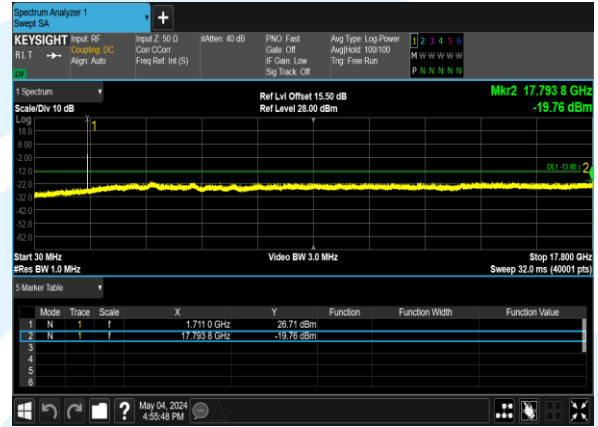 Spectrum Analyzer 1
Swept SA
+
KEYSIGHT Input: RF Input Z: 50 Ω #Atten: 40 dB PNO: Fast Avg Type: Log-Power 1 2 3 4 5 6
RLT Coupling: DC Corr CCorr Gate: Off Avg|Hold: 100/100 M W W W W W
Align: Auto Freq Ref: Int (S) IF Gain: Low Trig: Free Run P N N N N N
Sig Track: Off
1 Spectrum Ref Lvl Offset 15.50 dB Mkr2 17.793 8 GHz
Scale/Div 10 dB Ref Level 28.00 dBm -19.76 dBm
Log 1
18.0
8.00
-2.00
-12.0 DL1 -13.00 2
-22.0
-32.0
-42.0
-52.0
-62.0
Start 30 MHz Video BW 3.0 MHz Stop 17.800 GHz
#Res BW 1.0 MHz Sweep 32.0 ms (40001 pts)
5 Marker Table
Mode Trace Scale X Y Function Function Width Function Value
1 N 1 f 1.711 0 GHz 26.71 dBm
2 N 1 f 17.793 8 GHz -19.76 dBm
3
4
5
6
? May 04, 2024
4:55:48 PM